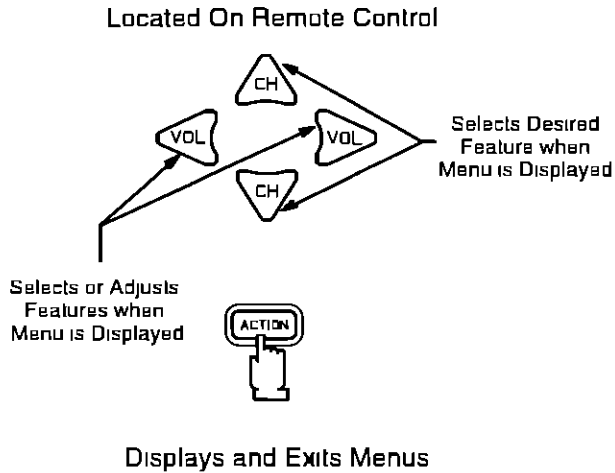 Located On Remote Control
CH
VOL
VOL
CH
Selects Desired
Feature when
Menu is Displayed
Selects or Adjusts
Features when
Menu is Displayed
ACTION
Displays and Exits Menus